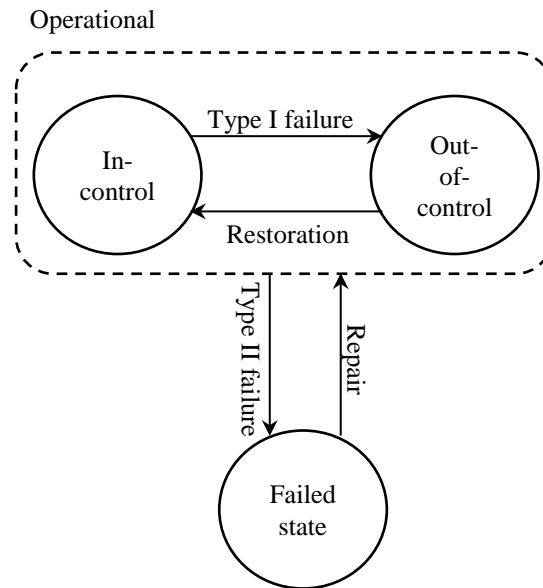 Operational
Type I failure
In-
control
Out-
of-
control
Restoration
Type II failure
Repair
Failed
state